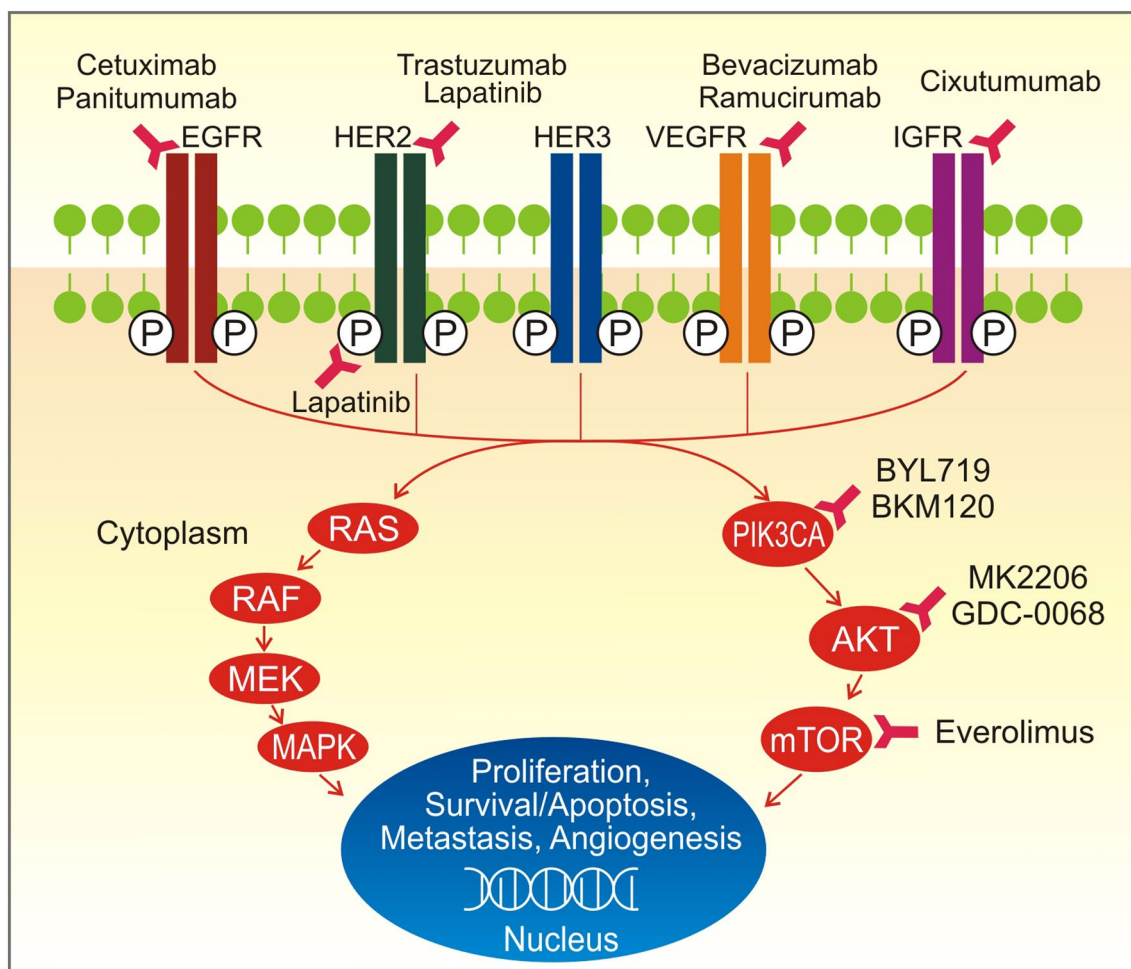 Cetuximab
Panitumumab
Trastuzumab
Lapatinib
Bevacizumab
Ramucirumab
Cixutumumab
EGFR
HER2
HER3
VEGFR
IGFR
P P P P P P P P P P
Lapatinib
BYL719
BKM120
Cytoplasm
RAS
PIK3CA
RAF
MK2206
GDC-0068
AKT
MEK
MAPK
mTOR
Everolimus
Proliferation,
Survival/Apoptosis,
Metastasis, Angiogenesis
Nucleus